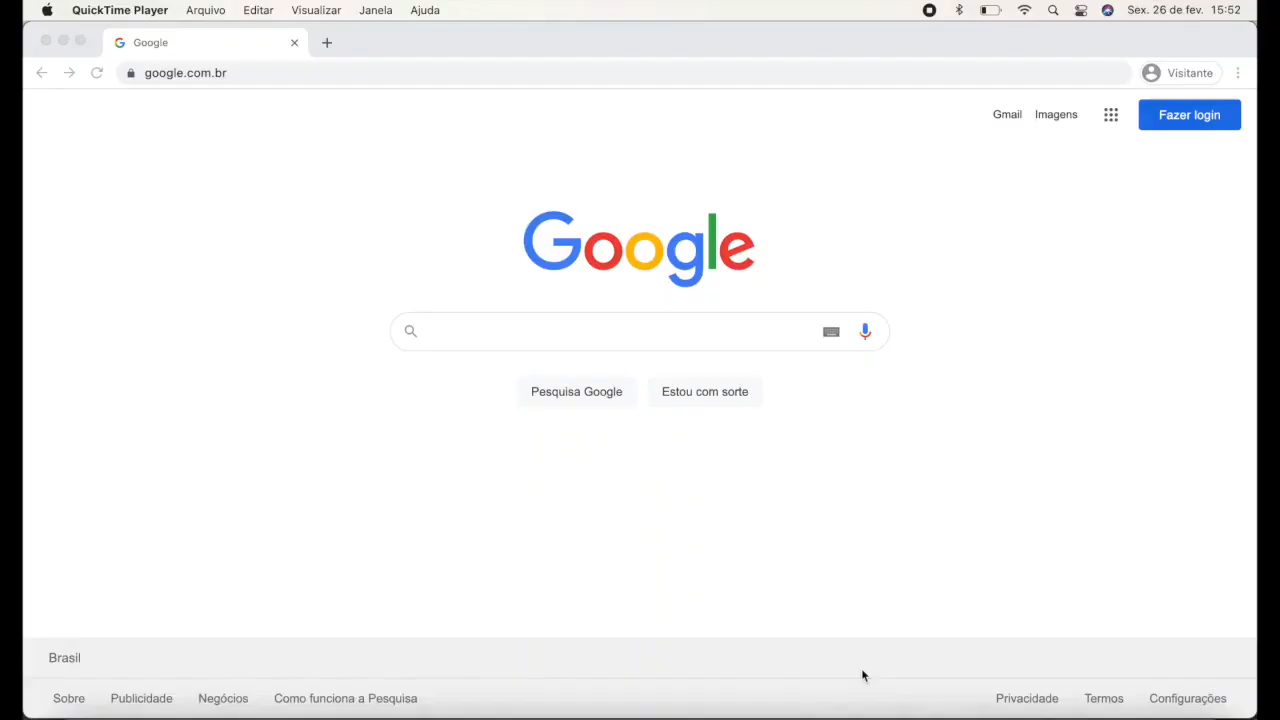 QuickTime Player Arquivo Editar Visualizar Janela Ajuda Sex. 26 de fev. 15:52
Google
google.com.br Visitante
Gmail Imagens Fazer login
Google
Pesquisa Google Estou com sorte
Brasil
Sobre Publicidade Negócios Como funciona a Pesquisa Privacidade Termos Configurações